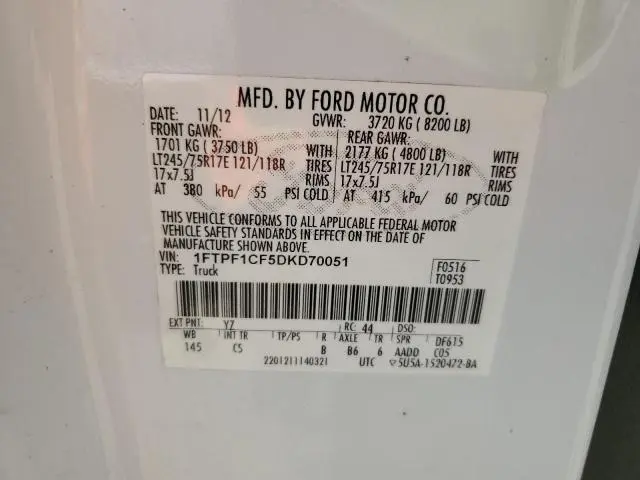 MFD. BY FORD MOTOR CO.
DATE: 11/12 GVWR: 3720 KG ( 8200 LB)
FRONT GAWR: REAR GAWR:
1701 KG ( 3750 LB) WITH 2177 KG ( 4800 LB) WITH
LT245/75R17E 121/118R TIRES LT245/75R17E 121/118R TIRES
17x7.5J RIMS 17x7.5J RIMS
AT 380 kPa/ 55 PSI COLD AT 415 kPa/ 60 PSI COLD
THIS VEHICLE CONFORMS TO ALL APPLICABLE FEDERAL MOTOR
VEHICLE SAFETY STANDARDS IN EFFECT ON THE DATE OF
MANUFACTURE SHOWN ABOVE.
VIN: 1FTPF1CF5DKD70051 F0516
TYPE: Truck T0953
EXT PNT: YZ RC: 44 DSO:
WB INT TR TP/PS R AXLE TR SPR DF615
145 CS B B6 6 AADD C05
2201211140321 UTC 5U5A-1520472-BA